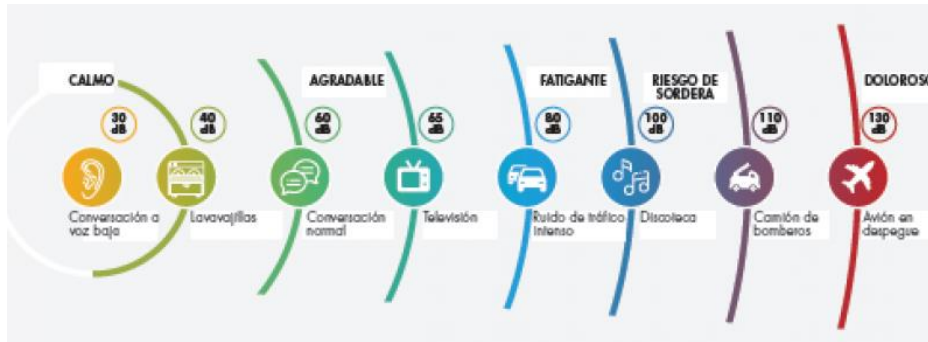 CALMO
AGRADABLE
FATIGANTE
RIESGO DE
SORDERA
DOLOROSO
30
dB
40
dB
60
dB
65
dB
80
dB
100
dB
110
dB
130
dB
Conversación a
voz baja
Lavavajillas
Conversación
normal
Televisión
Ruido de tráfico
intenso
Discoteca
Camión de
bomberos
Avión en
despegue